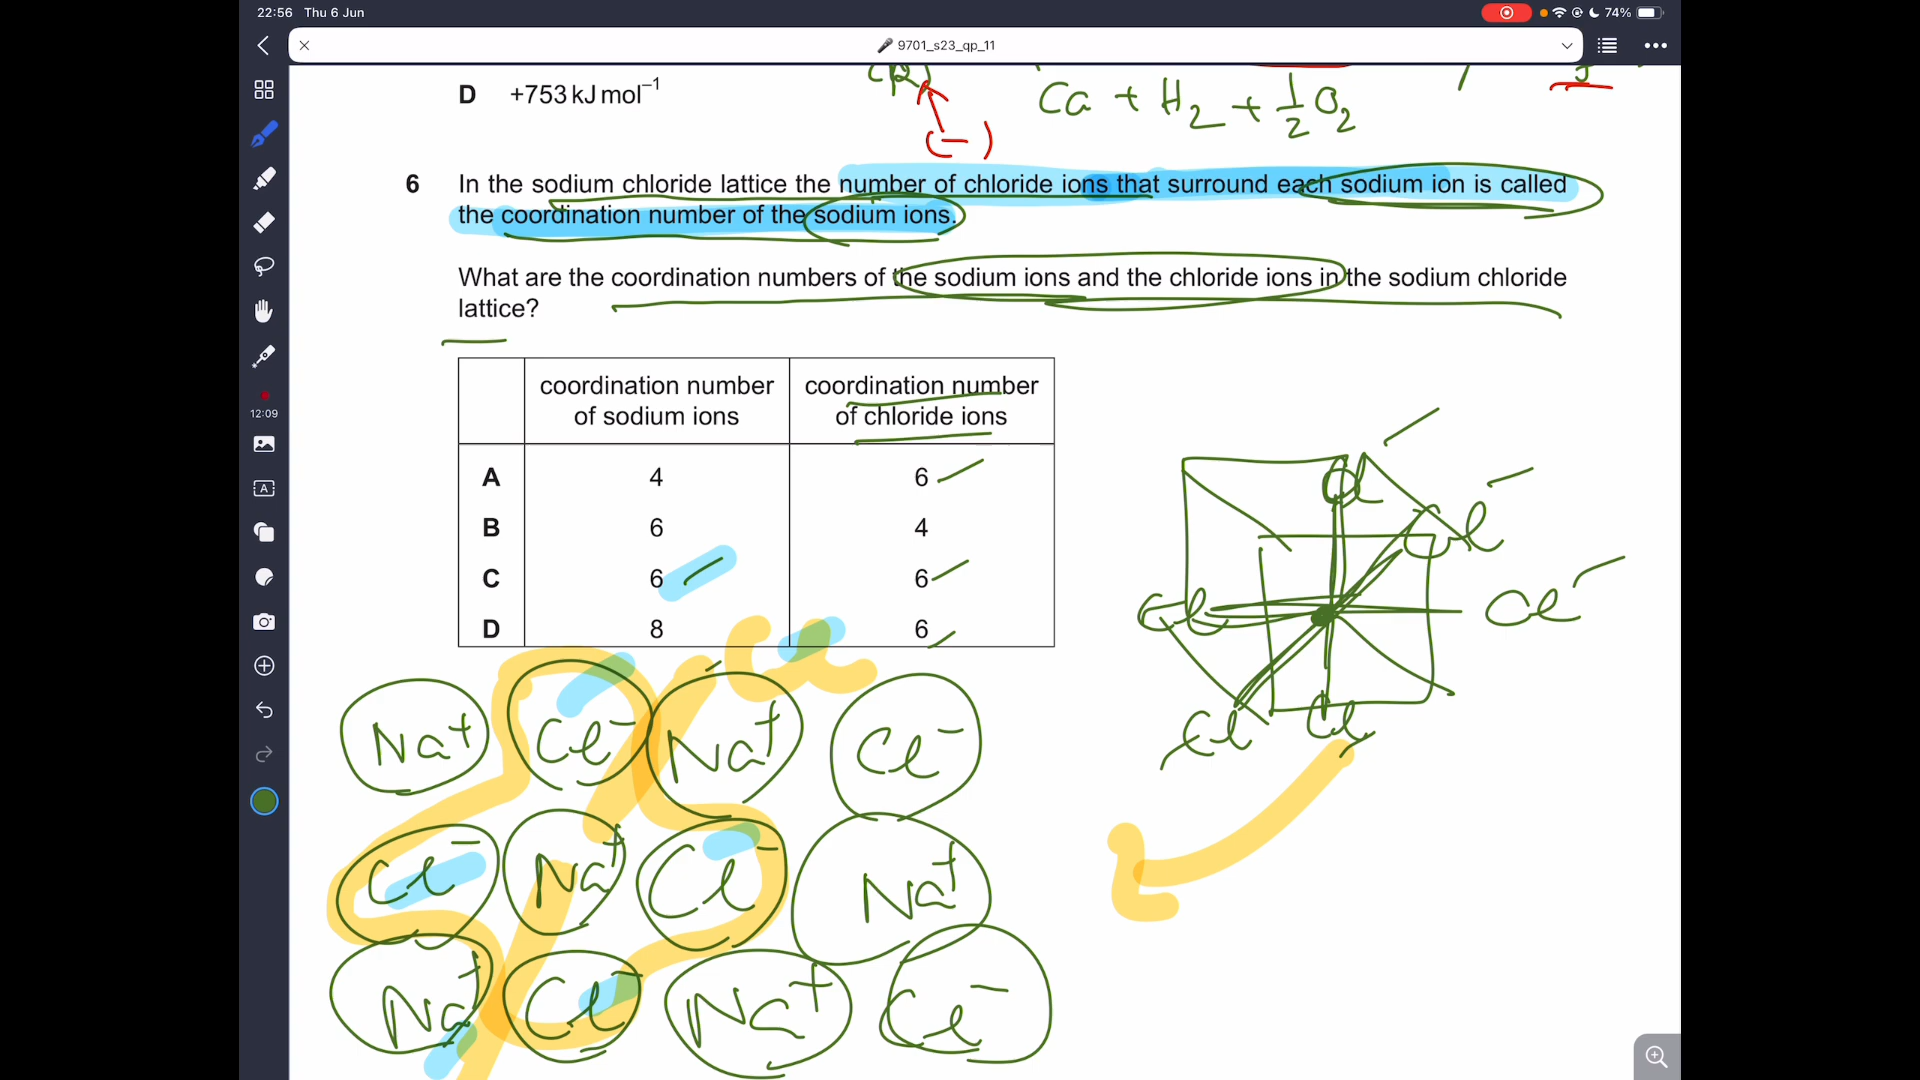 22:56 Thu 6 Jun
74%
9701_s23_qp_11
D +753 kJ mol⁻¹
(−)
Ca + H₂ + ½ O₂
6 In the sodium chloride lattice the number of chloride ions that surround each sodium ion is called
the coordination number of the sodium ions.
What are the coordination numbers of the sodium ions and the chloride ions in the sodium chloride
lattice?
coordination number of sodium ions
coordination number of chloride ions
A 4 6
B 6 4
C 6 6
D 8 6
12:09
A
Cl
Cl⁻
Cl⁻
Cl
Cl
Cl
Cl
Na⁺ Cl⁻ Na⁺ Cl⁻
Cl⁻ Na⁺ Cl⁻ Na⁺
Na⁺ Cl⁻ Na⁺ Cl⁻